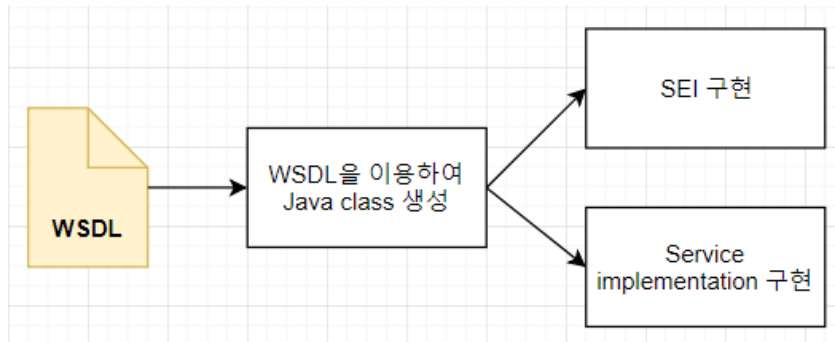 WSDL
WSDL을 이용하여
Java class 생성
SEI 구현
Service
implementation 구현